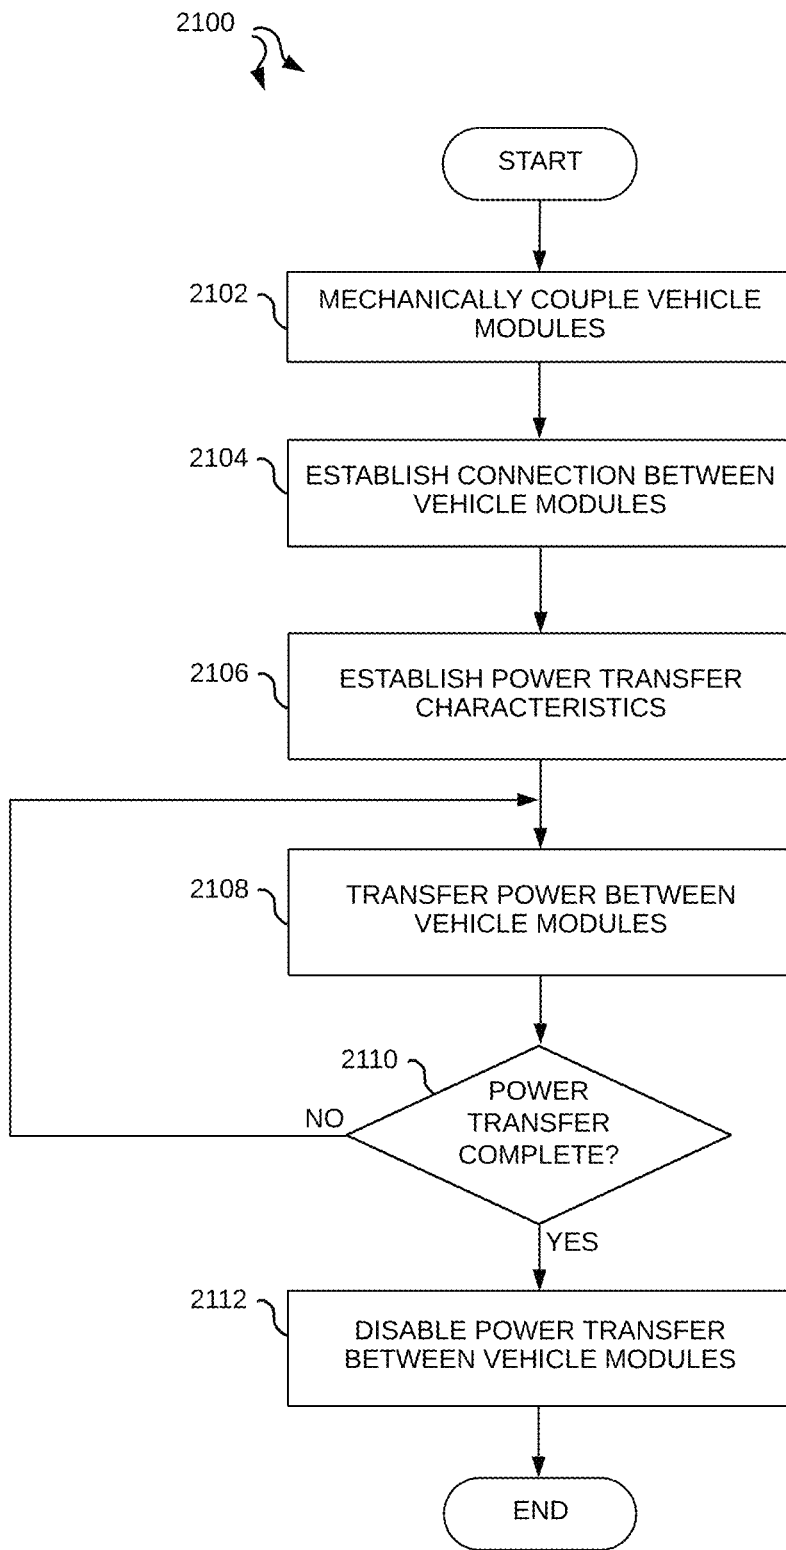 2100
START
2102
MECHANICALLY COUPLE VEHICLE
MODULES
2104
ESTABLISH CONNECTION BETWEEN
VEHICLE MODULES
2106
ESTABLISH POWER TRANSFER
CHARACTERISTICS
2108
TRANSFER POWER BETWEEN
VEHICLE MODULES
2110
POWER
TRANSFER
COMPLETE?
NO
YES
2112
DISABLE POWER TRANSFER
BETWEEN VEHICLE MODULES
END